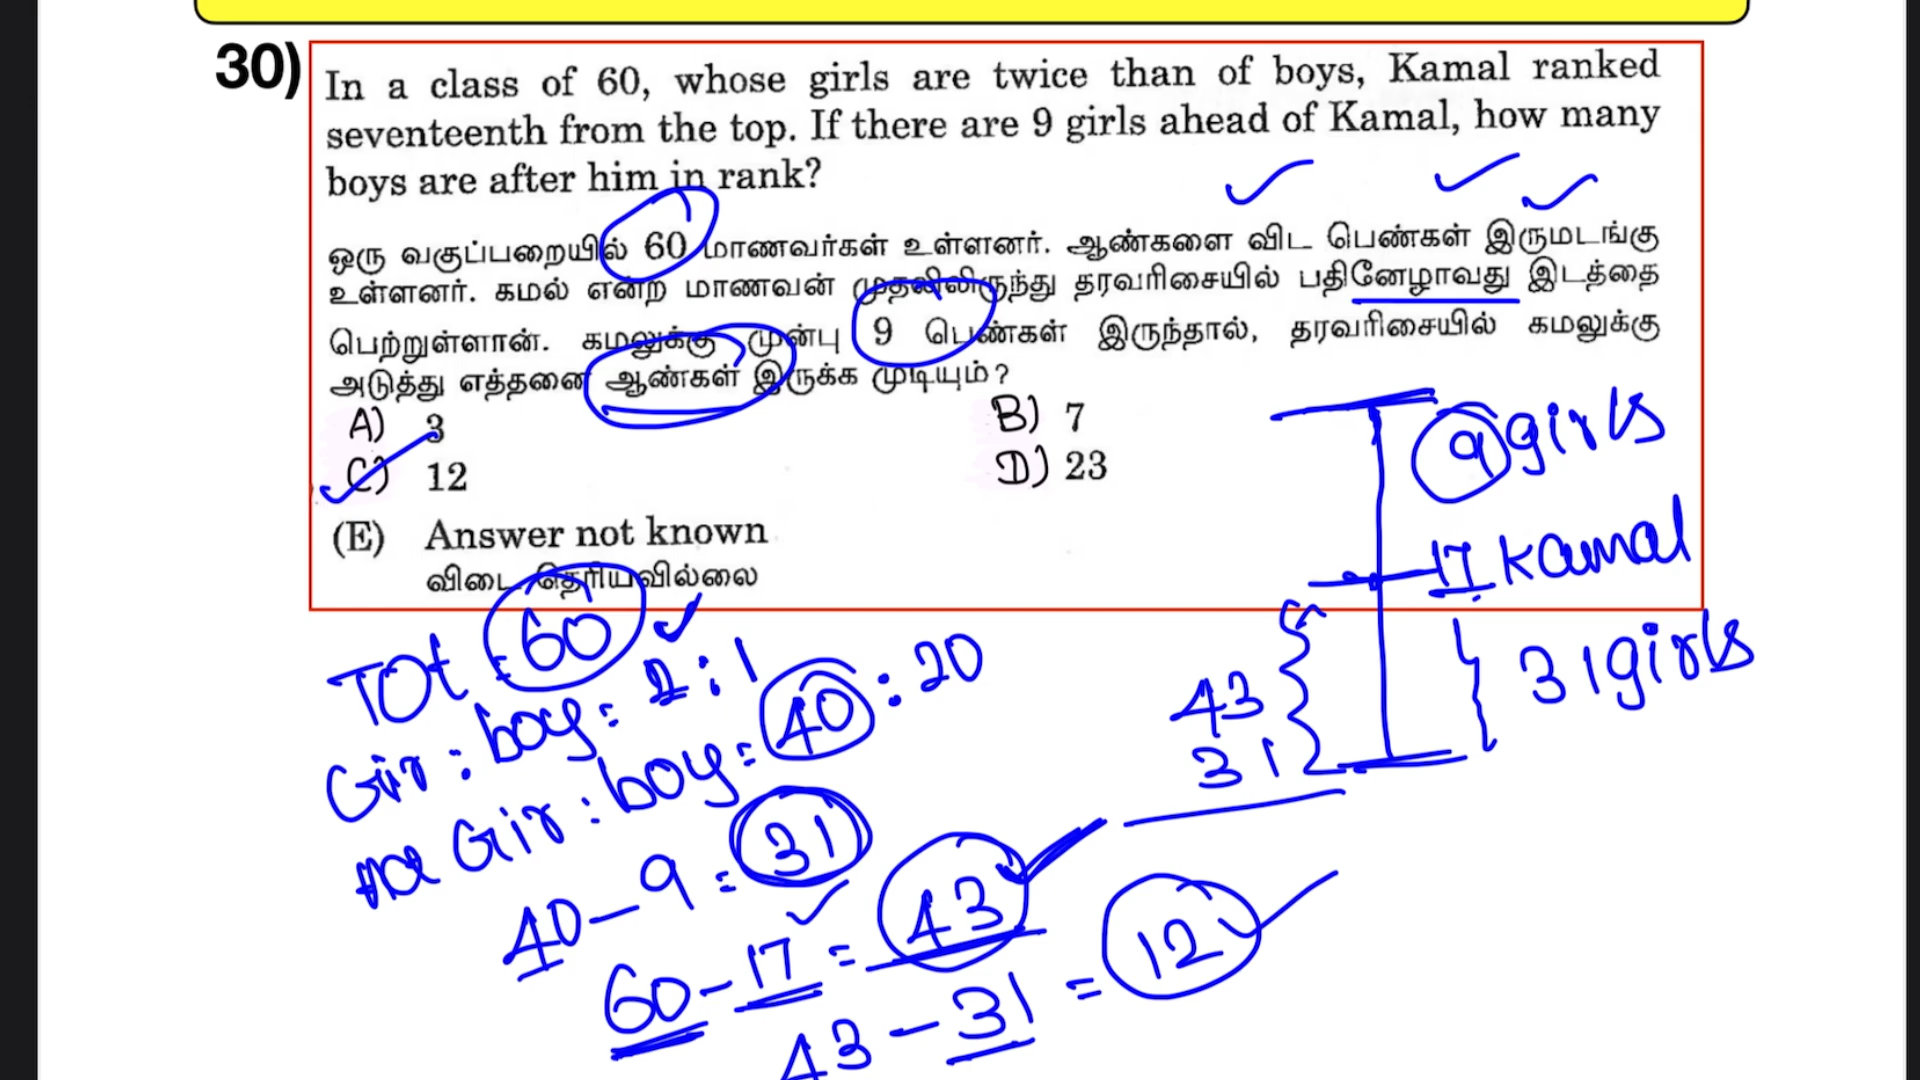 30)
In a class of 60, whose girls are twice than of boys, Kamal ranked
seventeenth from the top. If there are 9 girls ahead of Kamal, how many
boys are after him in rank?
ஒரு வகுப்பறையில் 60 மாணவர்கள் உள்ளனர். ஆண்களை விட பெண்கள் இருமடங்கு
உள்ளனர். கமல் என்ற மாணவன் முதலிலிருந்து தரவரிசையில் பதினேழாவது இடத்தை
பெற்றுள்ளான். கமலுக்கு முன்பு 9 பெண்கள் இருந்தால், தரவரிசையில் கமலுக்கு
அடுத்து எத்தனை ஆண்கள் இருக்க முடியும்?
A) 3
B) 7
C) 12
D) 23
(E) Answer not known
விடை தெரியவில்லை
9 girls
17 Kamal
31 girls
43
31
Tot = 60
Gir : boy = 2 : 1
Gir : boy = 40 : 20
40 - 9 = 31
60 - 17 = 43
43 - 31 = 12